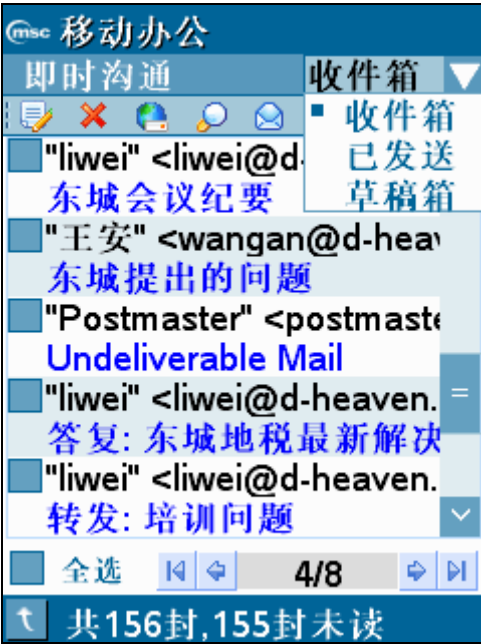 msc 移动办公
即时沟通 收件箱
收件箱
已发送
草稿箱
"liwei" <liwei@d-
东城会议纪要
"王安" <wangan@d-heav
东城提出的问题
"Postmaster" <postmaste
Undeliverable Mail
"liwei" <liwei@d-heaven.
答复: 东城地税最新解决
"liwei" <liwei@d-heaven.
转发: 培训问题
全选 4/8
共156封,155封未读